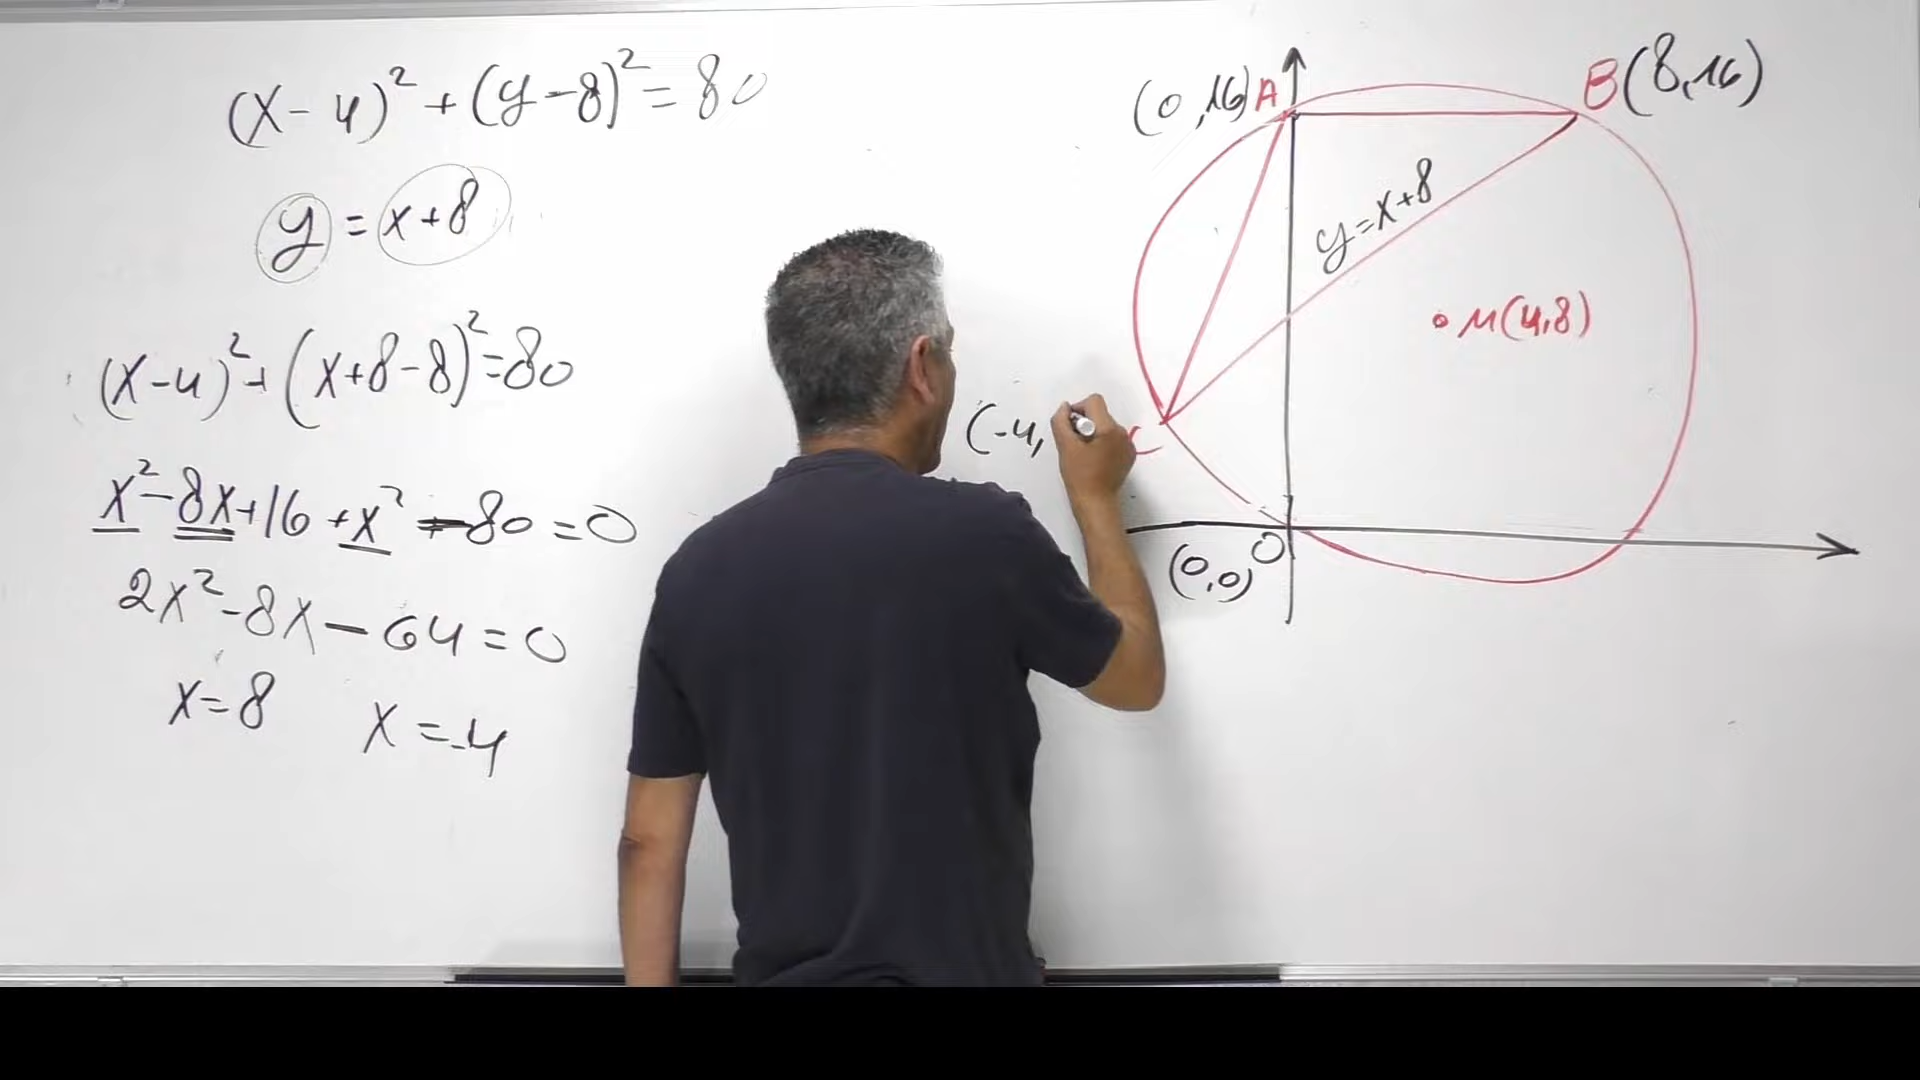 (x-4)²+(y-8)²=80
y=x+8
(x-4)²+(x+8-8)²=80
x²-8x+16+x²-80=0
2x²-8x-64=0
x=8 x=-4
(0,16) A B(8,16)
y=x+8
M(4,8)
(-4, C
(0,0) O